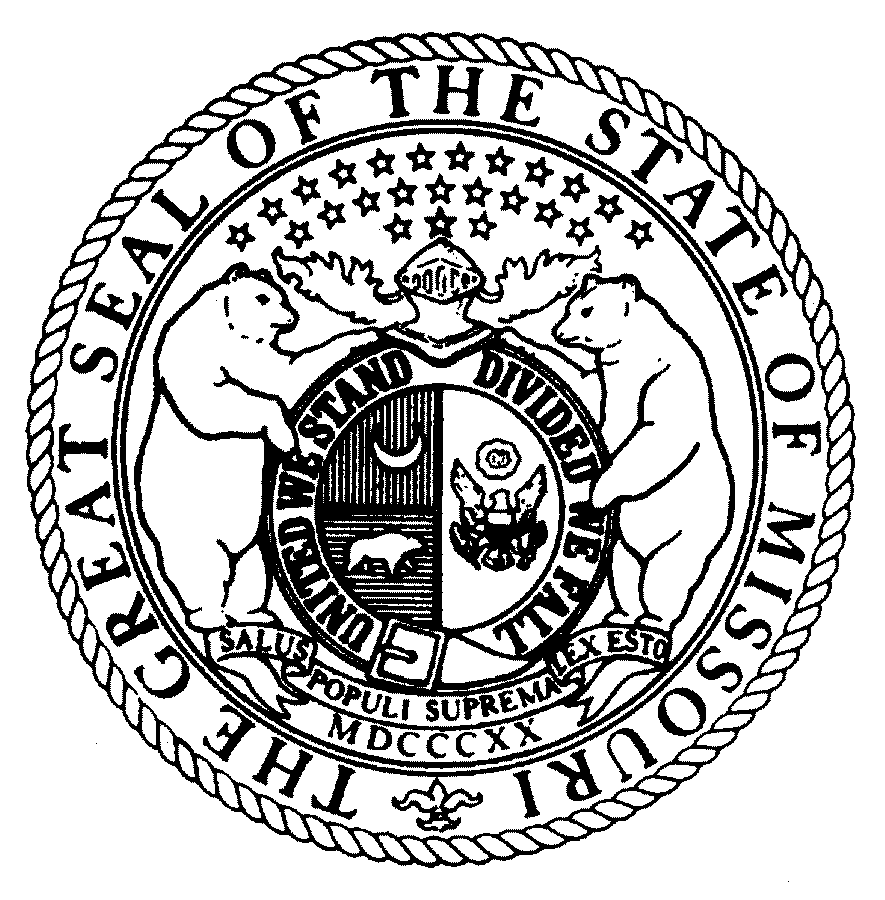 THE GREAT SEAL OF THE STATE OF MISSOURI
UNITED WE STAND DIVIDED WE FALL
SALUS POPULI SUPREMA LEX ESTO
MDCCCXX